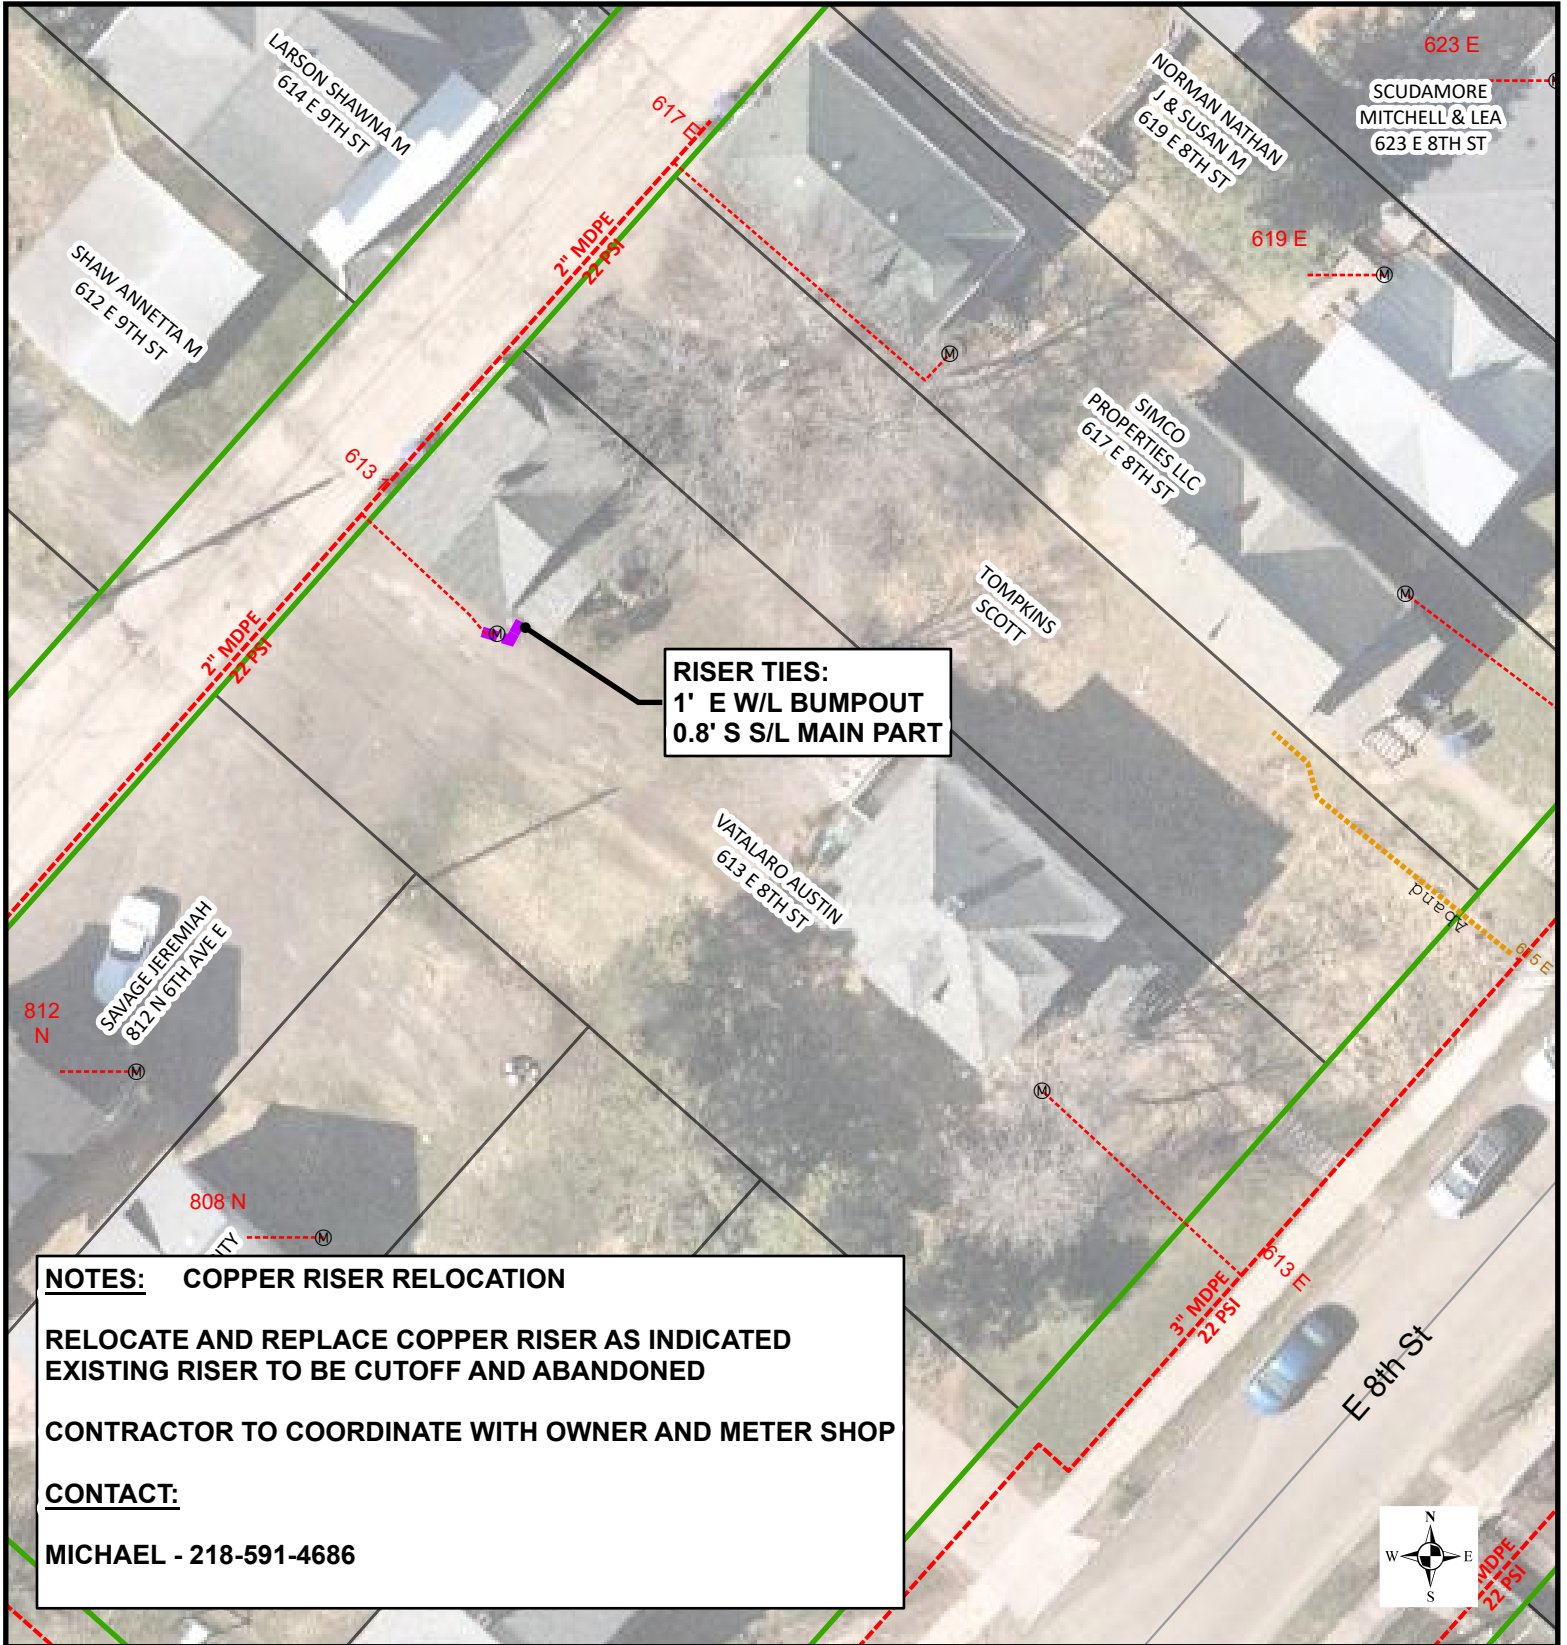 LARSON SHAWNA M
614 E 9TH ST
617 E
NORMAN NATHAN
J & SUSAN M
619 E 8TH ST
623 E
SCUDAMORE
MITCHELL & LEA
623 E 8TH ST
SHAW ANNETTA M
612 E 9TH ST
2" MDPE
22 PSI
619 E
M
M
SIMCO
PROPERTIES LLC
617 E 8TH ST
613
TOMPKINS
SCOTT
M
2" MDPE
22 PSI
M
RISER TIES:
1' E W/L BUMPOUT
0.8' S S/L MAIN PART
VATALARO AUSTIN
613 E 8TH ST
Aband
615 E
SAVAGE JEREMIAH
812 N 6TH AVE E
812
N
M
M
808 N
M
NOTES: COPPER RISER RELOCATION
RELOCATE AND REPLACE COPPER RISER AS INDICATED
EXISTING RISER TO BE CUTOFF AND ABANDONED
CONTRACTOR TO COORDINATE WITH OWNER AND METER SHOP
CONTACT:
MICHAEL - 218-591-4686
613 E
3" MDPE
22 PSI
E 8th St
N
W E
S
MDPE
22 PSI